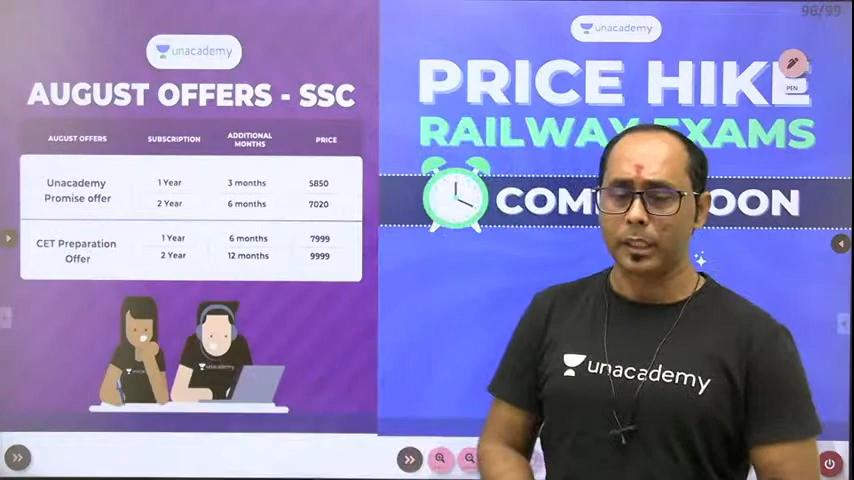 96/99
unacademy
AUGUST OFFERS - SSC
AUGUST OFFERS SUBSCRIPTION ADDITIONAL MONTHS PRICE
Unacademy Promise offer
1 Year 3 months 5850
2 Year 6 months 7020
CET Preparation Offer
1 Year 6 months 7999
2 Year 12 months 9999
unacademy
unacademy
PRICE HIKE
PEN
RAILWAY EXAMS
COM OON
unacademy